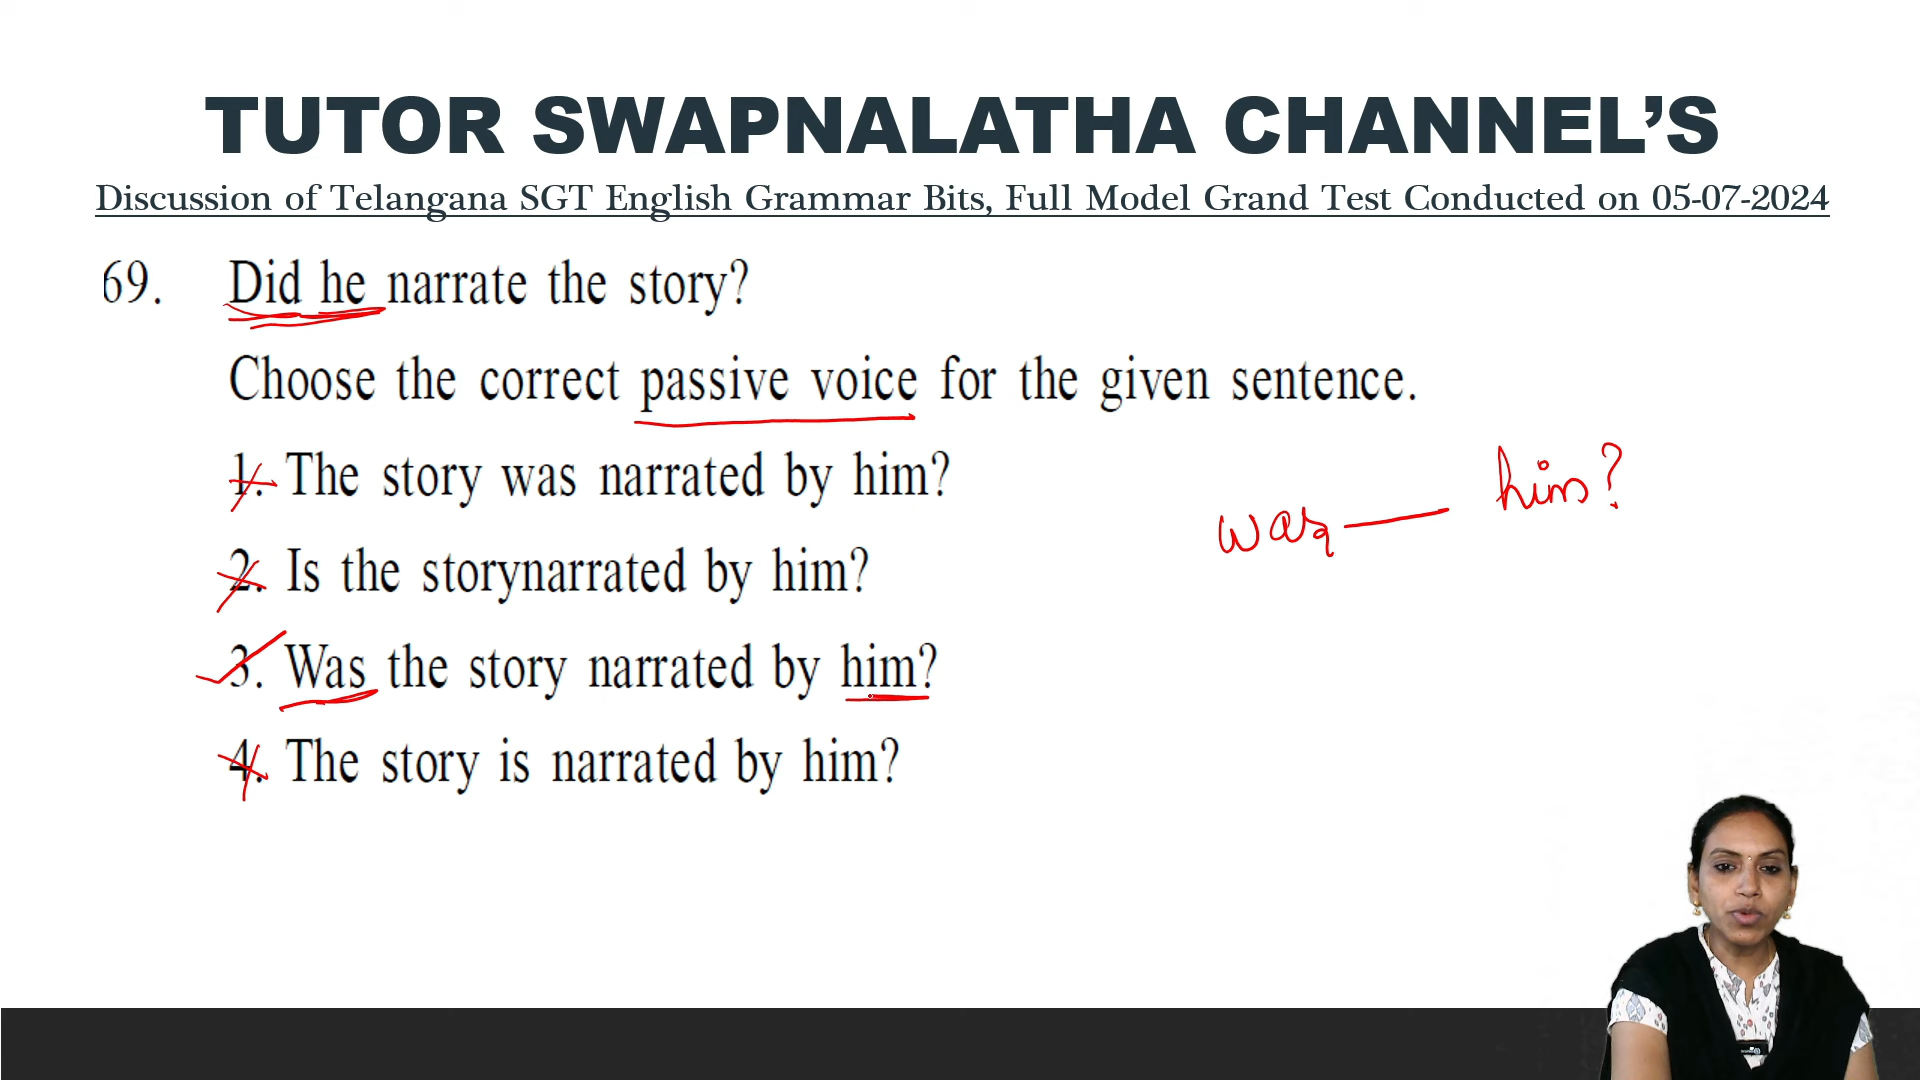 TUTOR SWAPNALATHA CHANNEL’S
Discussion of Telangana SGT English Grammar Bits, Full Model Grand Test Conducted on 05-07-2024
69. Did he narrate the story?
Choose the correct passive voice for the given sentence.
1. The story was narrated by him?
him?
was
2. Is the storynarrated by him?
3. Was the story narrated by him?
4. The story is narrated by him?